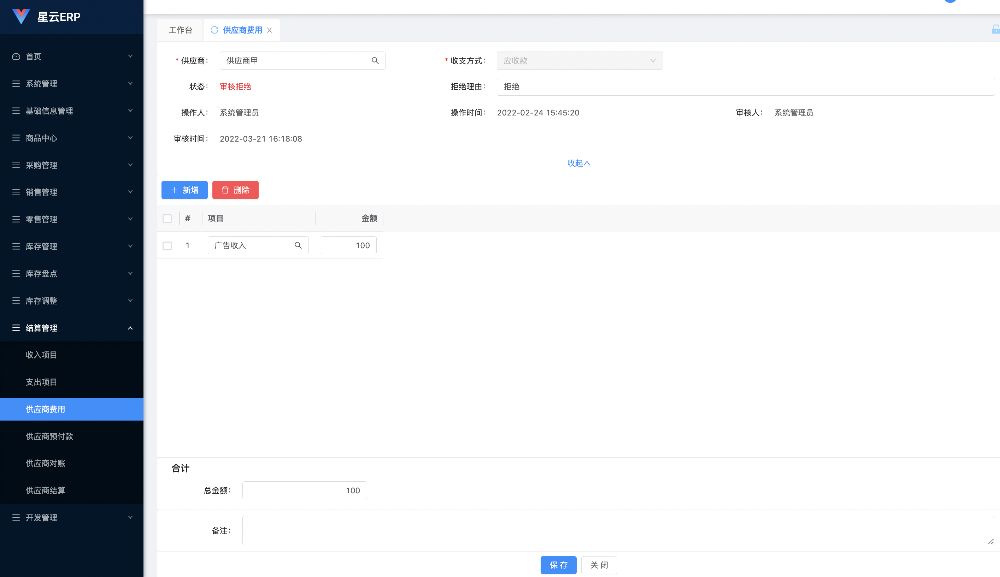 星云ERP
首页
系统管理
基础信息管理
商品中心
采购管理
销售管理
零售管理
库存管理
库存盘点
库存调整
结算管理
收入项目
支出项目
供应商费用
供应商预付款
供应商对账
供应商结算
开发管理
工作台 供应商费用
* 供应商: 供应商甲 * 收支方式: 应收款
状态: 审核拒绝 拒绝理由: 拒绝
操作人: 系统管理员 操作时间: 2022-02-24 15:45:20 审核人: 系统管理员
审核时间: 2022-03-21 16:18:08
收起
新增 删除
# 项目 金额
1 广告收入 100
合计
总金额: 100
备注:
保 存 关 闭